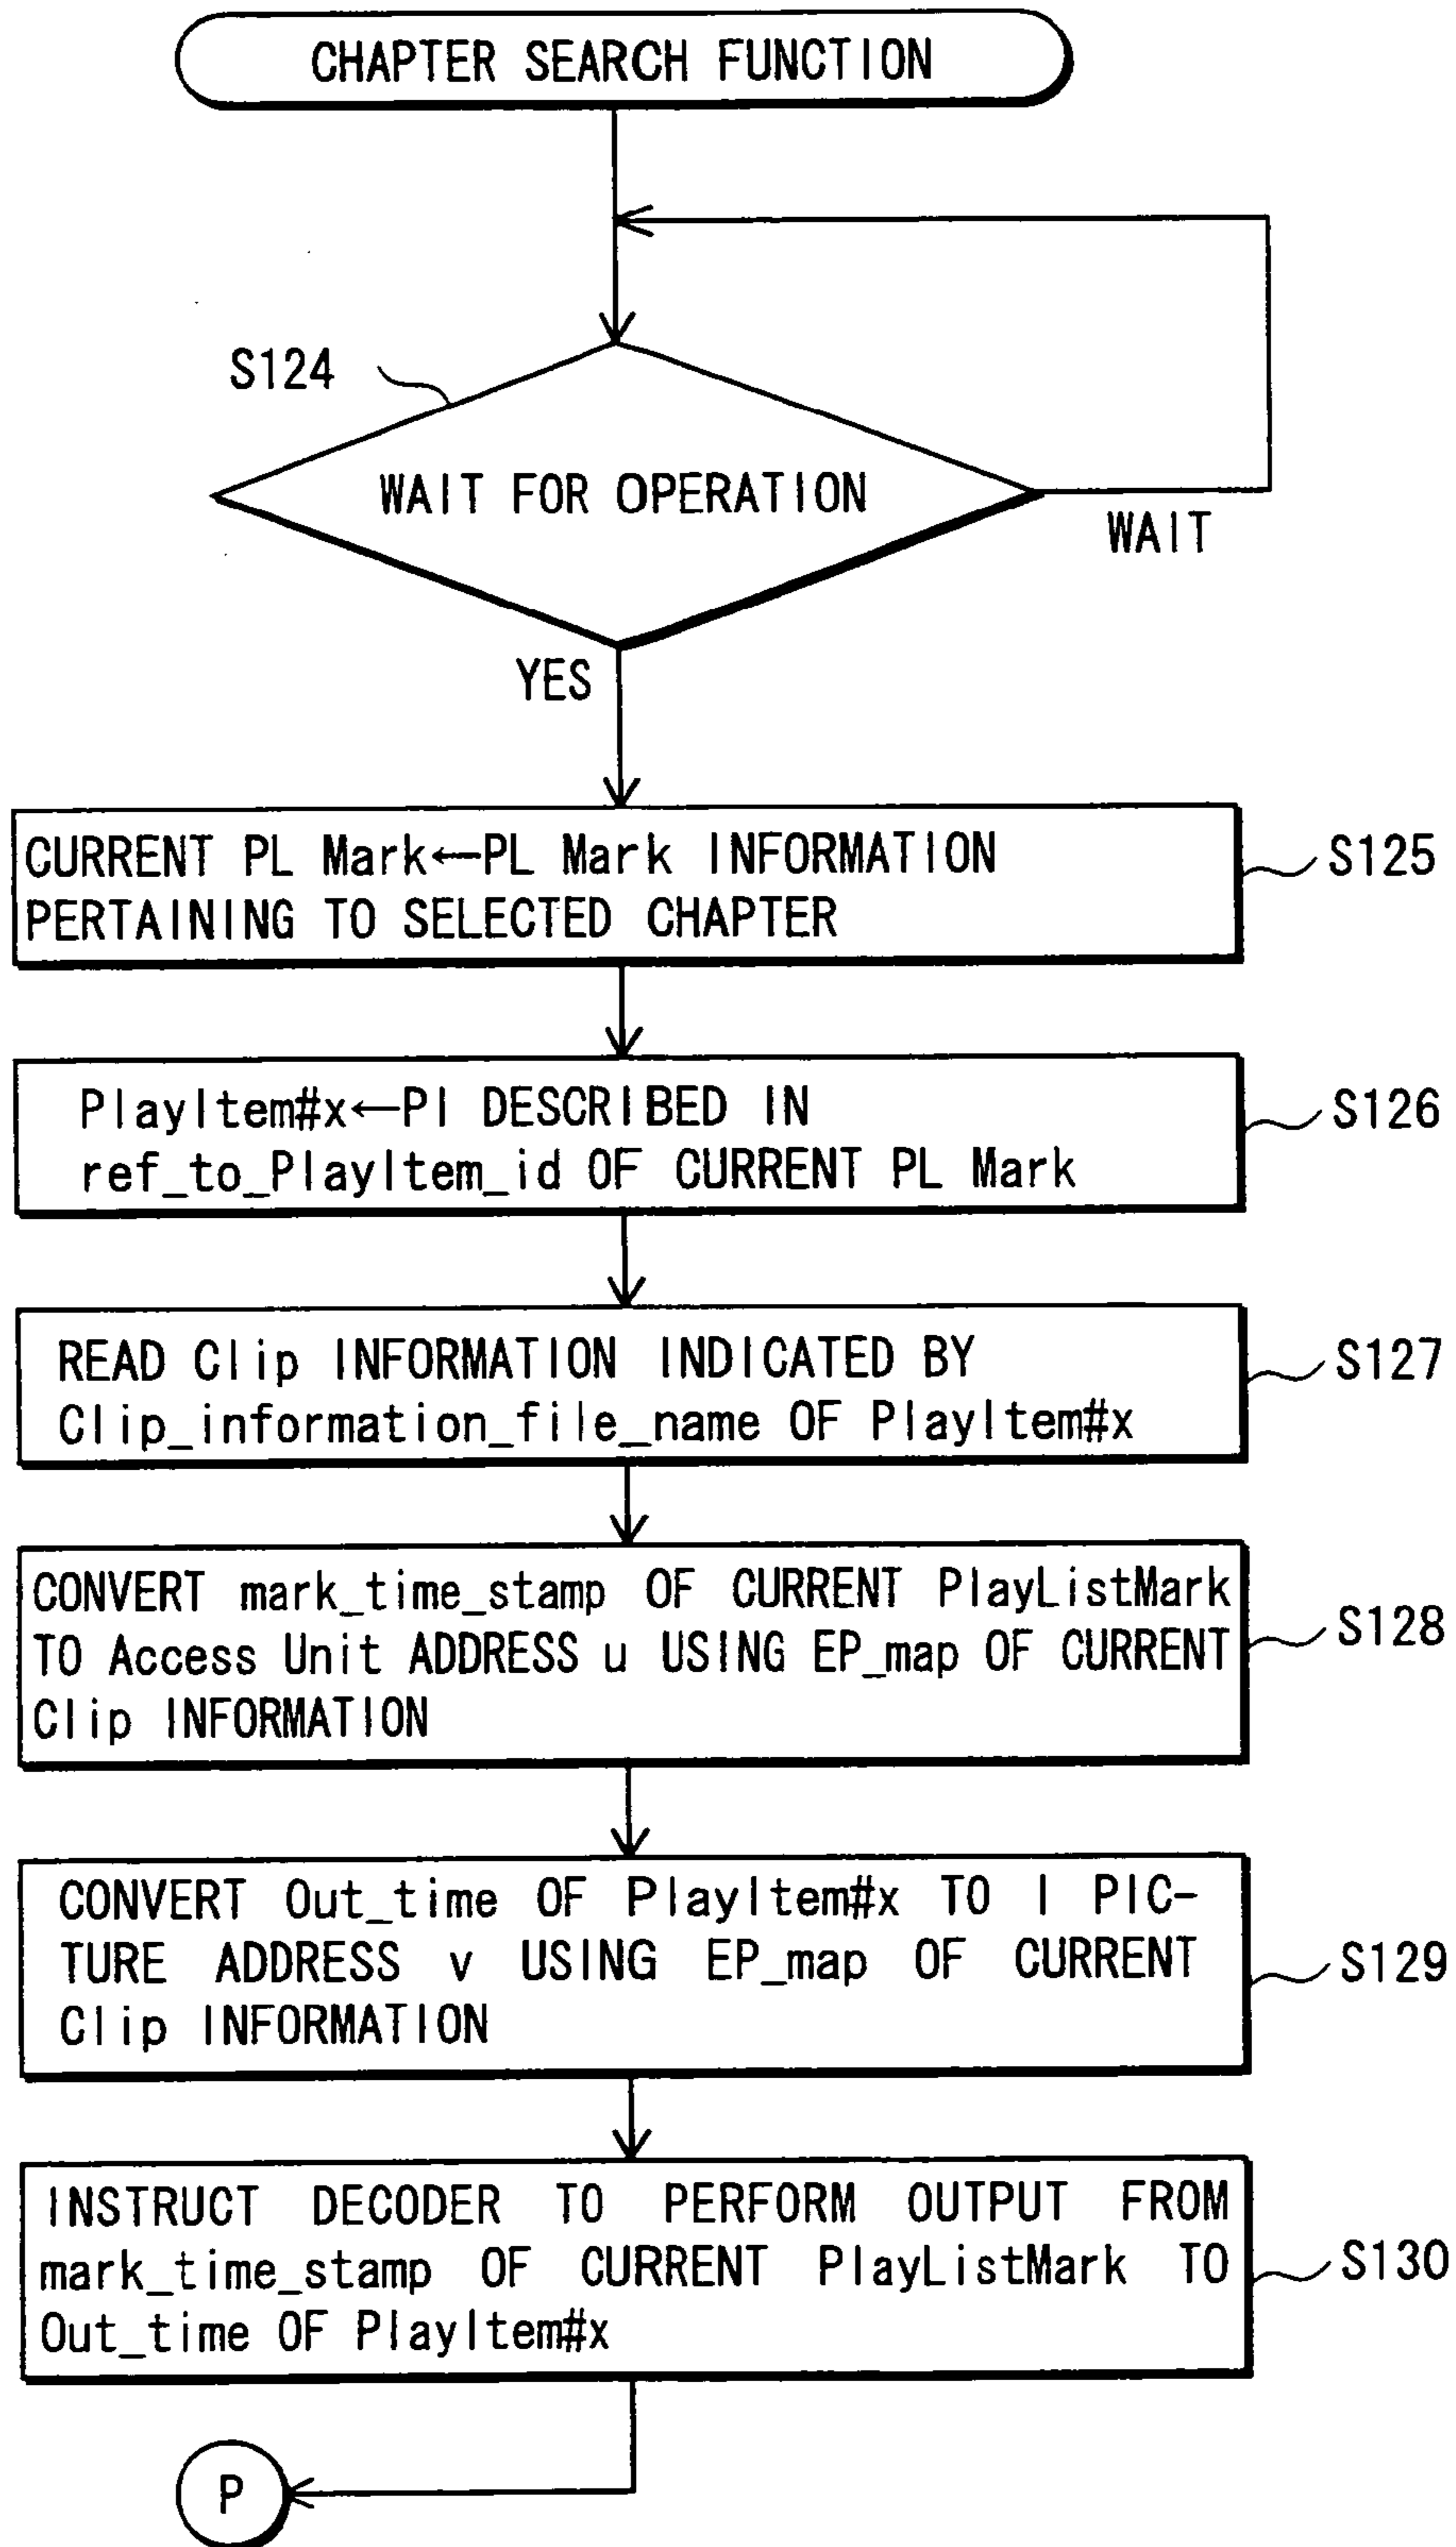 CHAPTER SEARCH FUNCTION
S124
WAIT FOR OPERATION
WAIT
YES
CURRENT PL Mark←PL Mark INFORMATION
PERTAINING TO SELECTED CHAPTER
S125
PlayItem#x←PI DESCRIBED IN
ref_to_PlayItem_id OF CURRENT PL Mark
S126
READ Clip INFORMATION INDICATED BY
Clip_information_file_name OF PlayItem#x
S127
CONVERT mark_time_stamp OF CURRENT PlayListMark
TO Access Unit ADDRESS u USING EP_map OF CURRENT
Clip INFORMATION
S128
CONVERT Out_time OF PlayItem#x TO I PIC-
TURE ADDRESS v USING EP_map OF CURRENT
Clip INFORMATION
S129
INSTRUCT DECODER TO PERFORM OUTPUT FROM
mark_time_stamp OF CURRENT PlayListMark TO
Out_time OF PlayItem#x
S130
P